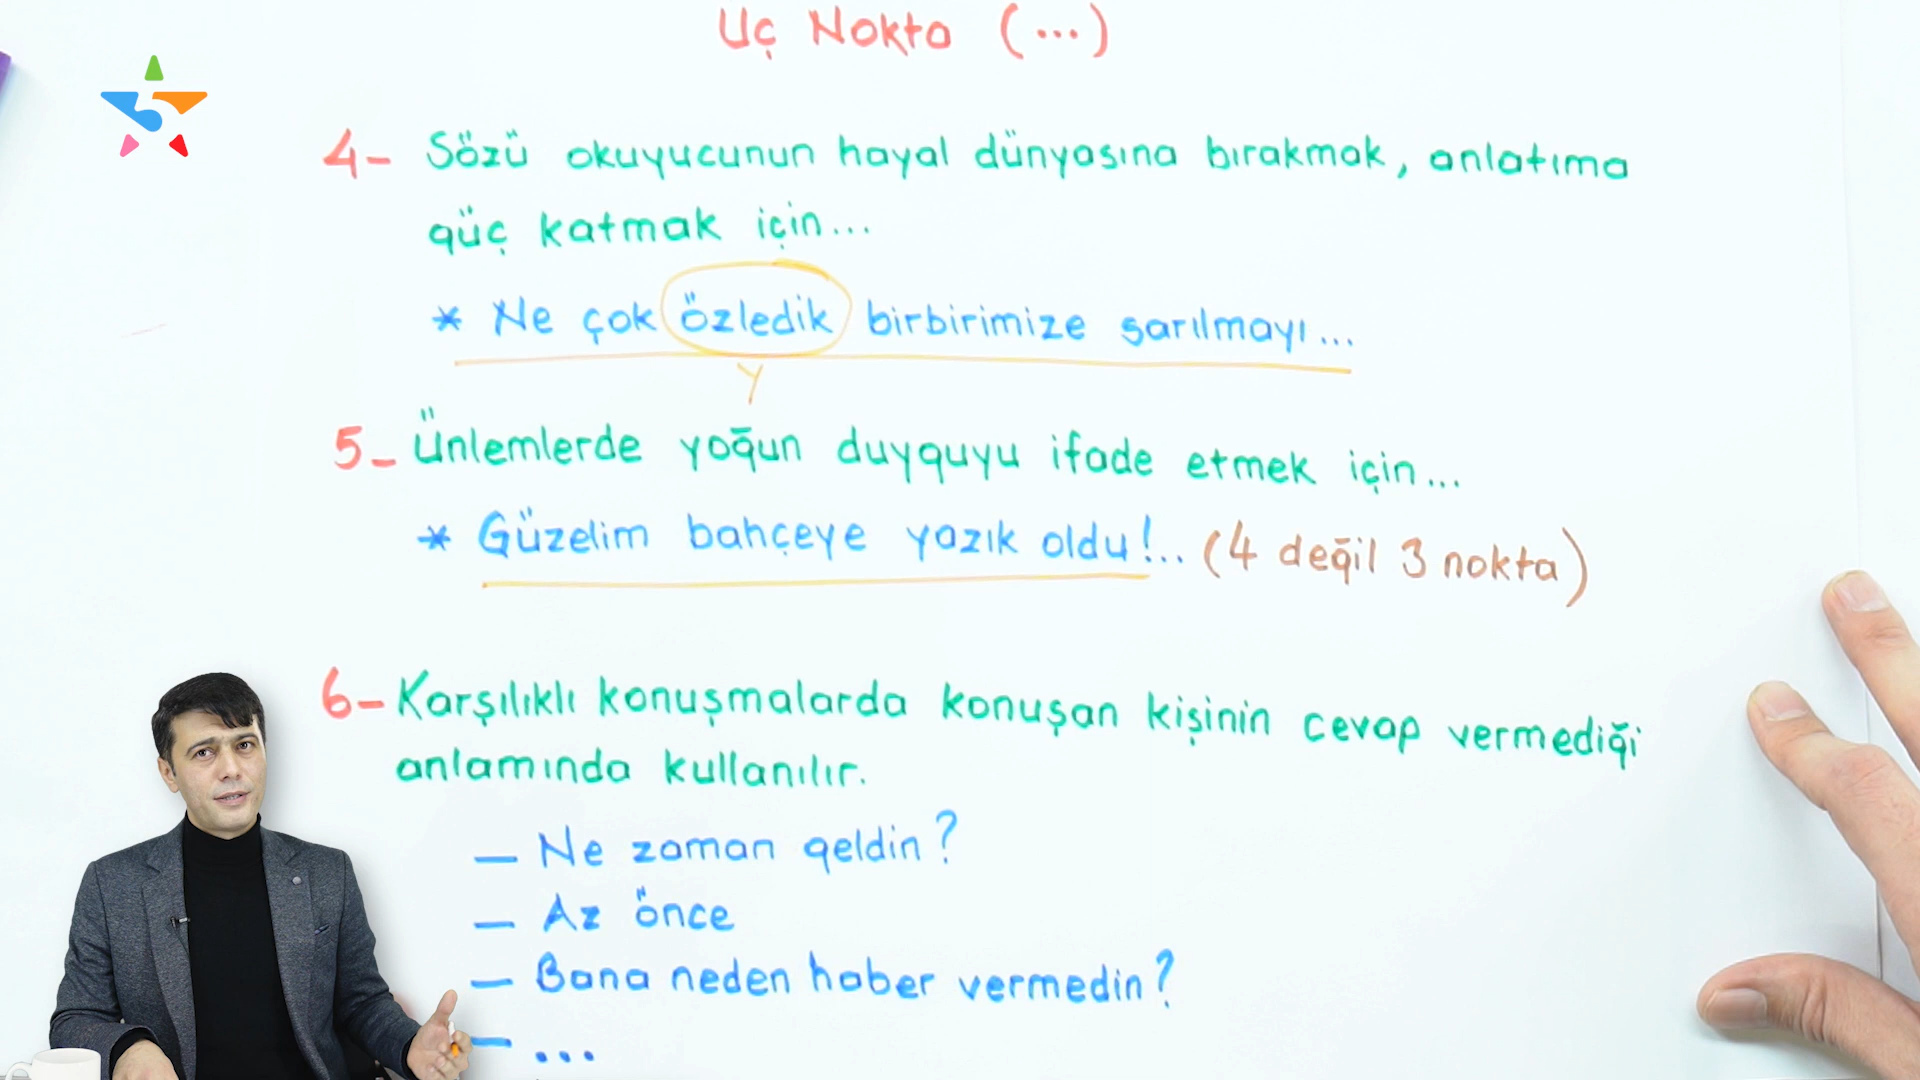 Üç Nokta (...)
4- Sözü okuyucunun hayal dünyasına bırakmak, anlatıma
güç katmak için...
* Ne çok özledik birbirimize sarılmayı...
Y
5- Ünlemlerde yoğun duyguyu ifade etmek için...
* Güzelim bahçeye yazık oldu!.. (4 değil 3 nokta)
6- Karşılıklı konuşmalarda konuşan kişinin cevap vermediği
anlamında kullanılır.
– Ne zaman geldin?
– Az önce
– Bana neden haber vermedin?
– ...